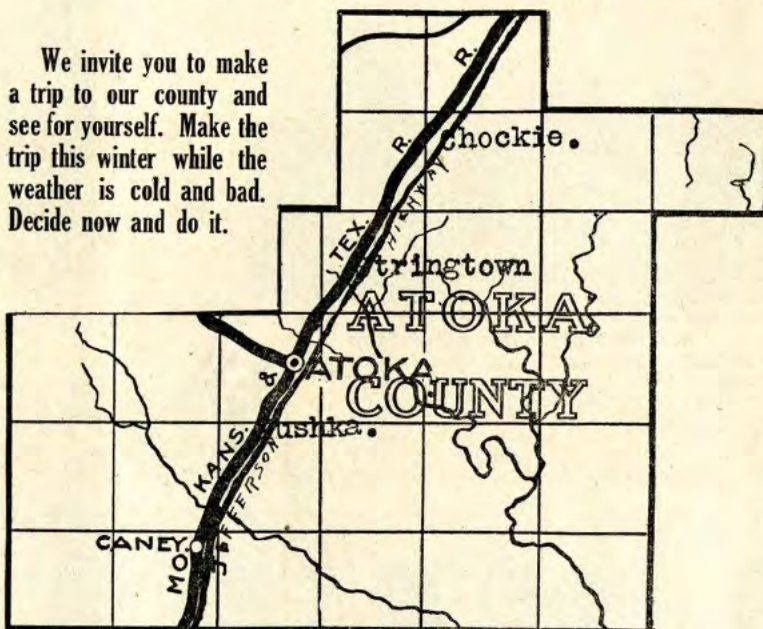 We invite you to make
a trip to our county and
see for yourself. Make the
trip this winter while the
weather is cold and bad.
Decide now and do it.
Chockie.
tringtown
ATOKA
COUNTY
ATOKA
ushka.
CANEY
MO. KANS. & TEX. R. R.
JEFFERSON HIGHWAY